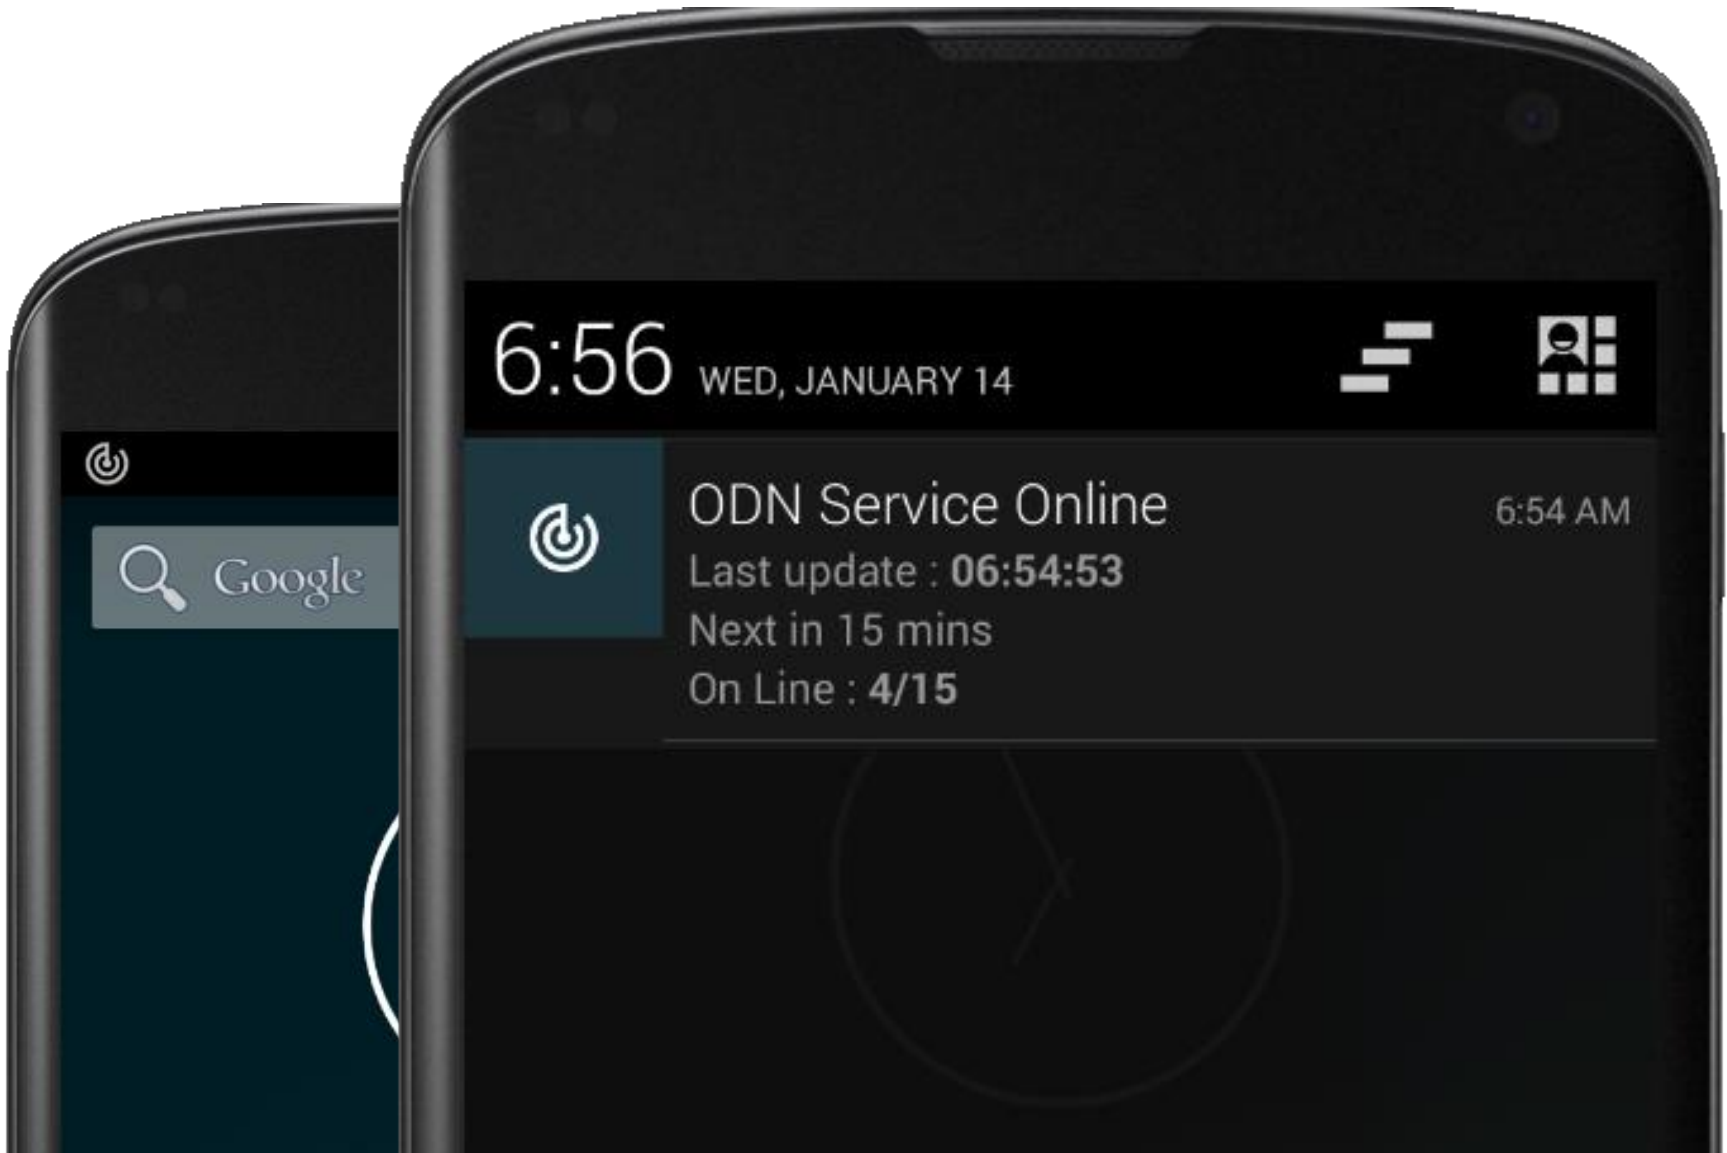 Google
6:56 WED, JANUARY 14
ODN Service Online 6:54 AM
Last update : 06:54:53
Next in 15 mins
On Line : 4/15